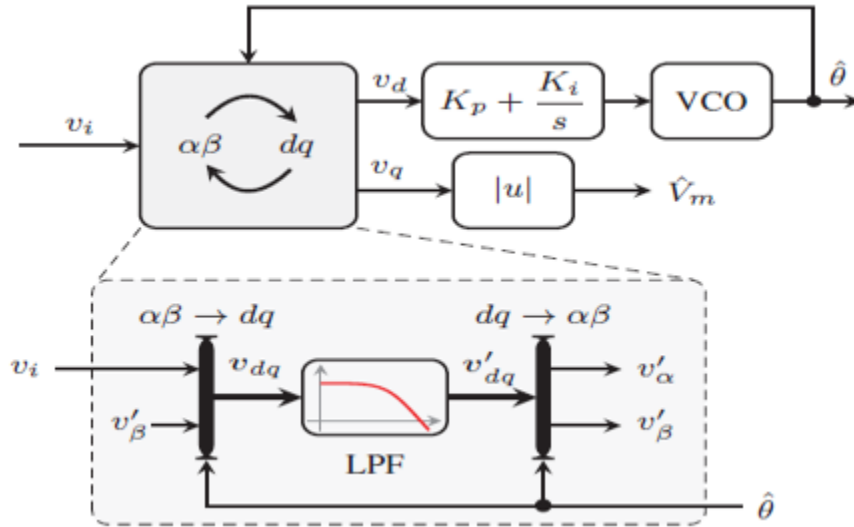 v_i
αβ dq
v_d
K_p + K_i/s
VCO
θ̂
v_q
|u|
V̂_m
αβ → dq
dq → αβ
v_i
v_dq
v'_dq
v'_α
v'_β
v'_β
LPF
θ̂